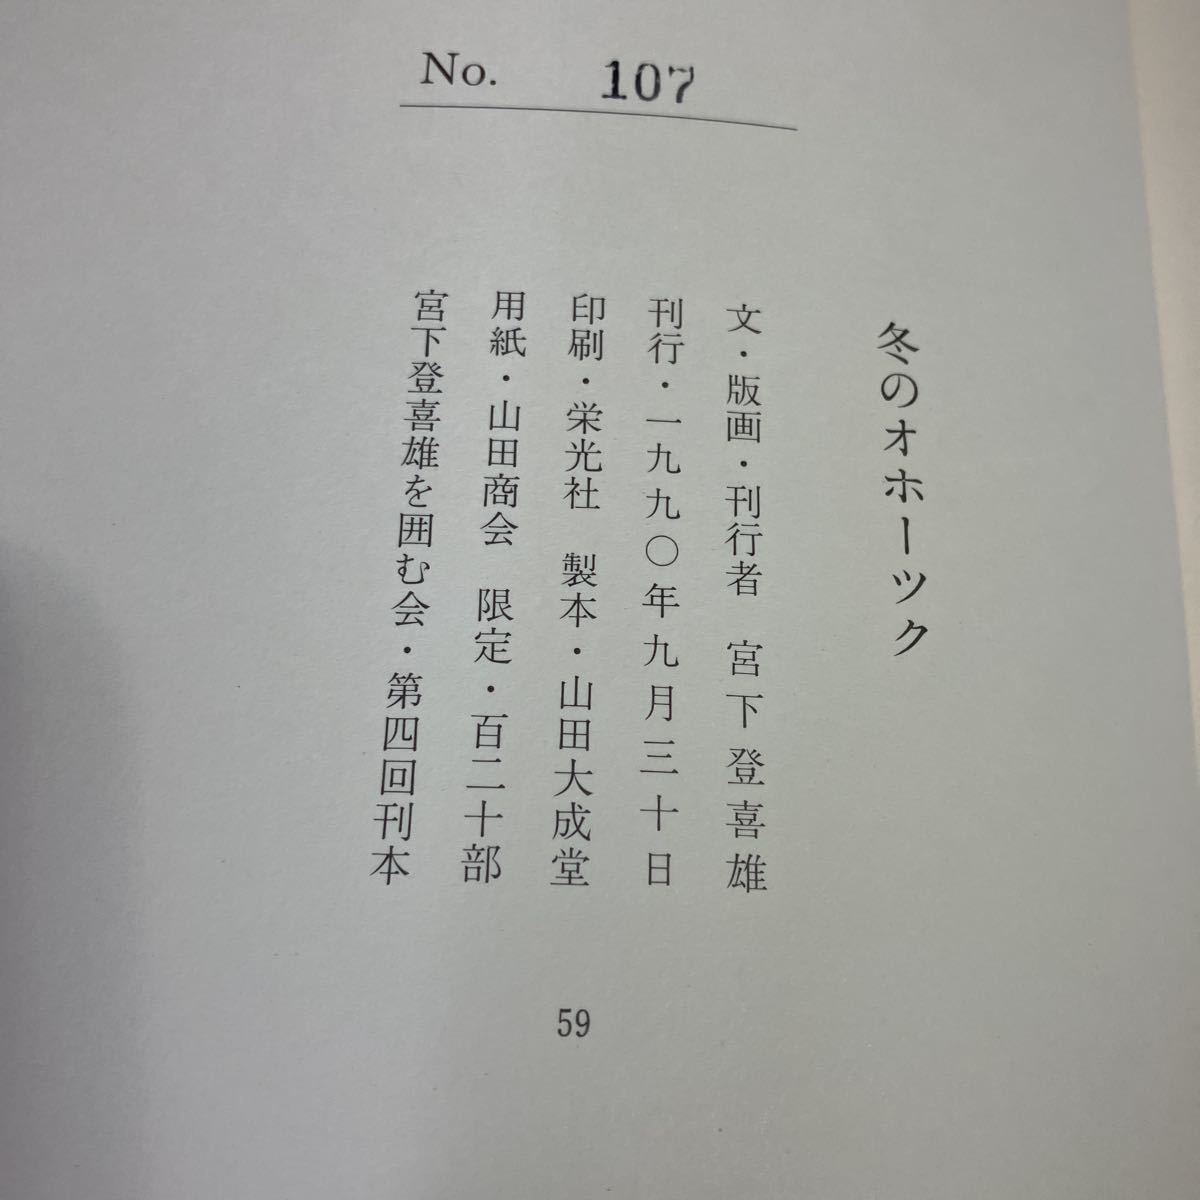 No. 107
冬のオホーツク
文・版画・刊行者 宮下登喜雄
刊行・一九九〇年九月三十日
印刷・栄光社 製本・山田大成堂
用紙・山田商会 限定・百二十部
宮下登喜雄を囲む会・第四回刊本
59